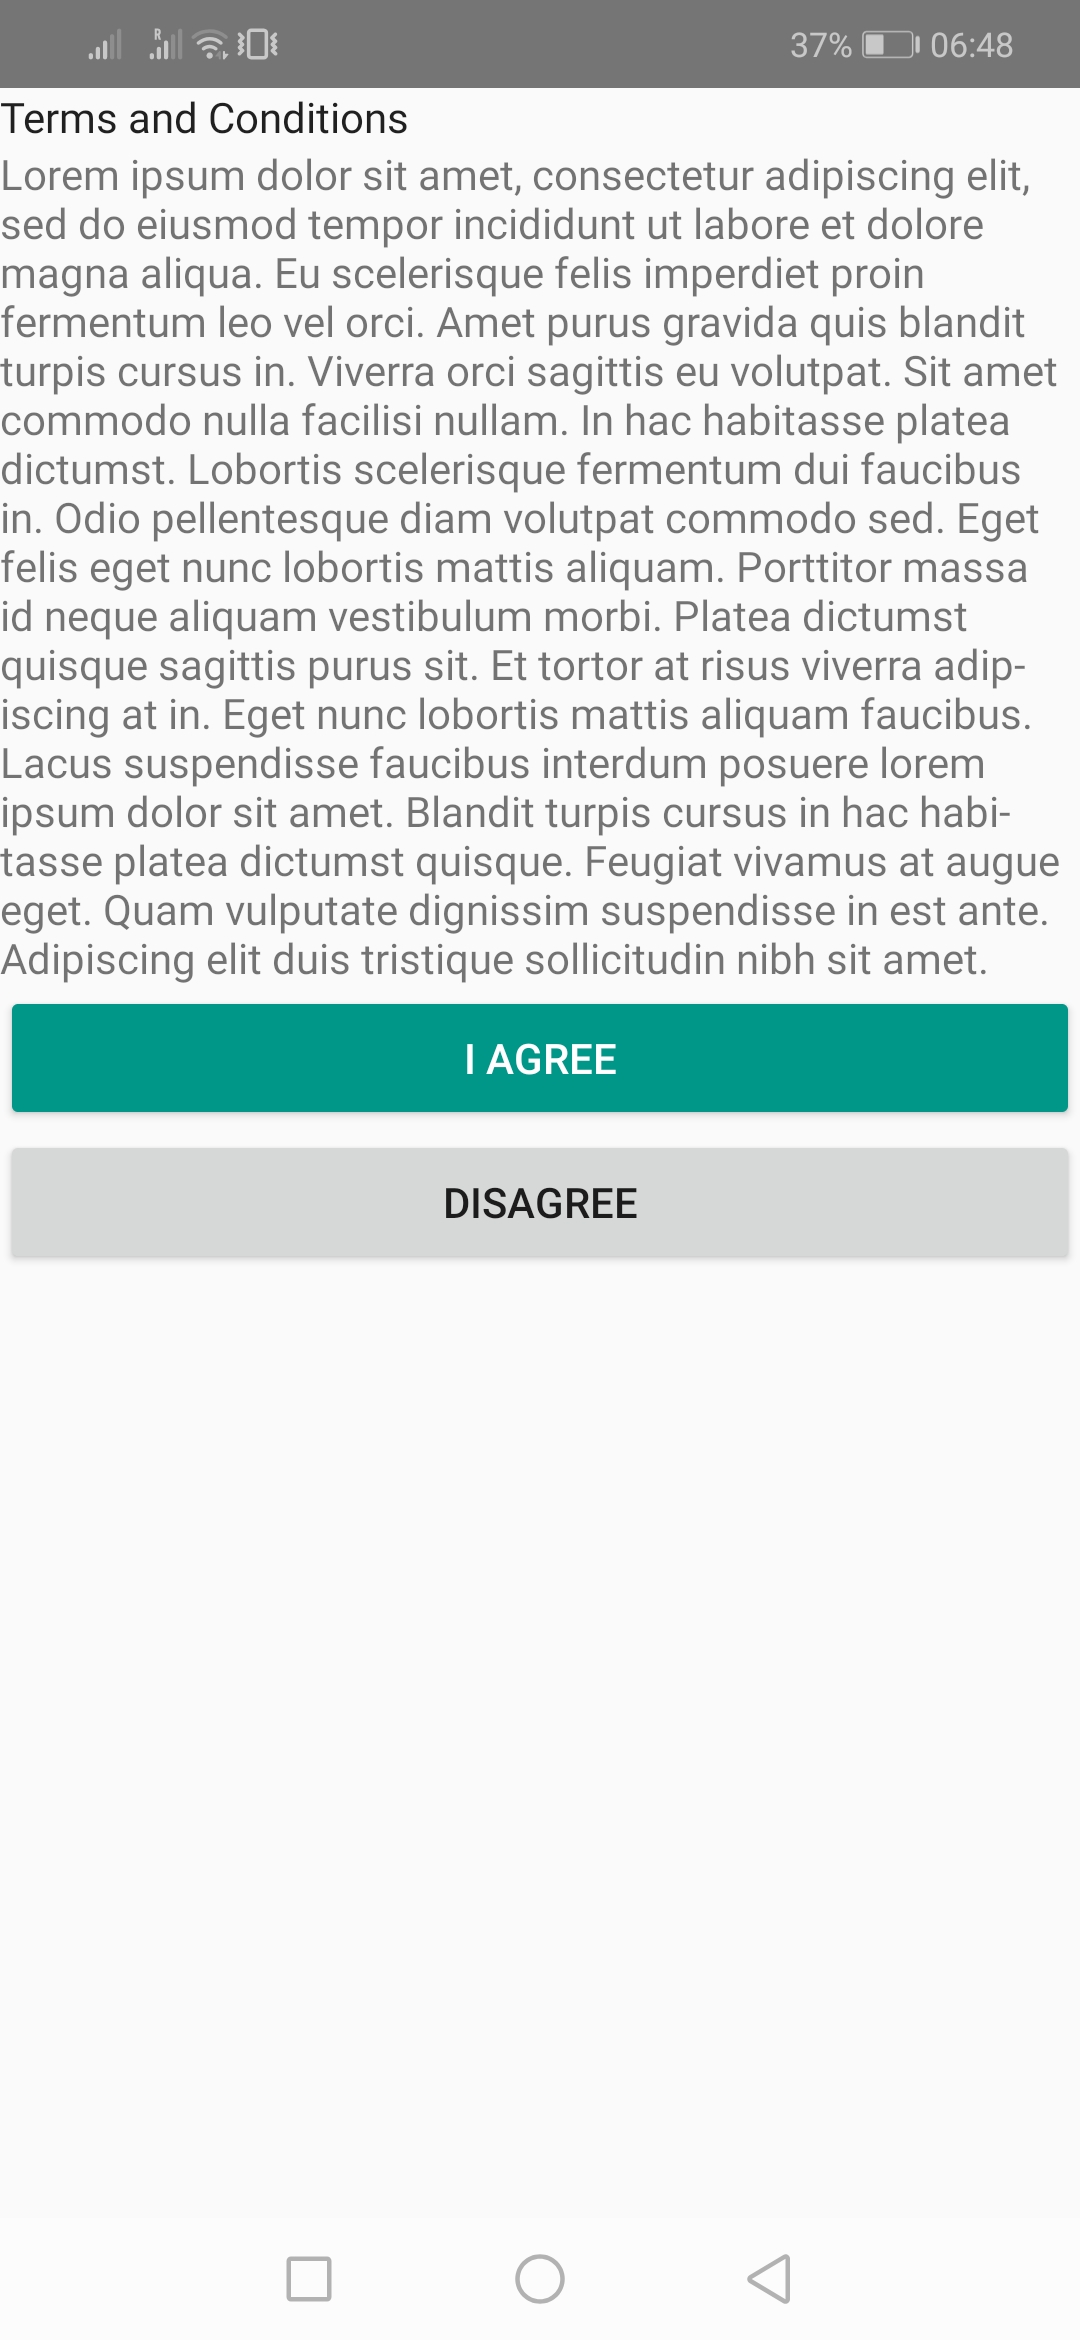 R
37% 06:48
Terms and Conditions
Lorem ipsum dolor sit amet, consectetur adipiscing elit,
sed do eiusmod tempor incididunt ut labore et dolore
magna aliqua. Eu scelerisque felis imperdiet proin
fermentum leo vel orci. Amet purus gravida quis blandit
turpis cursus in. Viverra orci sagittis eu volutpat. Sit amet
commodo nulla facilisi nullam. In hac habitasse platea
dictumst. Lobortis scelerisque fermentum dui faucibus
in. Odio pellentesque diam volutpat commodo sed. Eget
felis eget nunc lobortis mattis aliquam. Porttitor massa
id neque aliquam vestibulum morbi. Platea dictumst
quisque sagittis purus sit. Et tortor at risus viverra adip-
iscing at in. Eget nunc lobortis mattis aliquam faucibus.
Lacus suspendisse faucibus interdum posuere lorem
ipsum dolor sit amet. Blandit turpis cursus in hac habi-
tasse platea dictumst quisque. Feugiat vivamus at augue
eget. Quam vulputate dignissim suspendisse in est ante.
Adipiscing elit duis tristique sollicitudin nibh sit amet.
I AGREE
DISAGREE